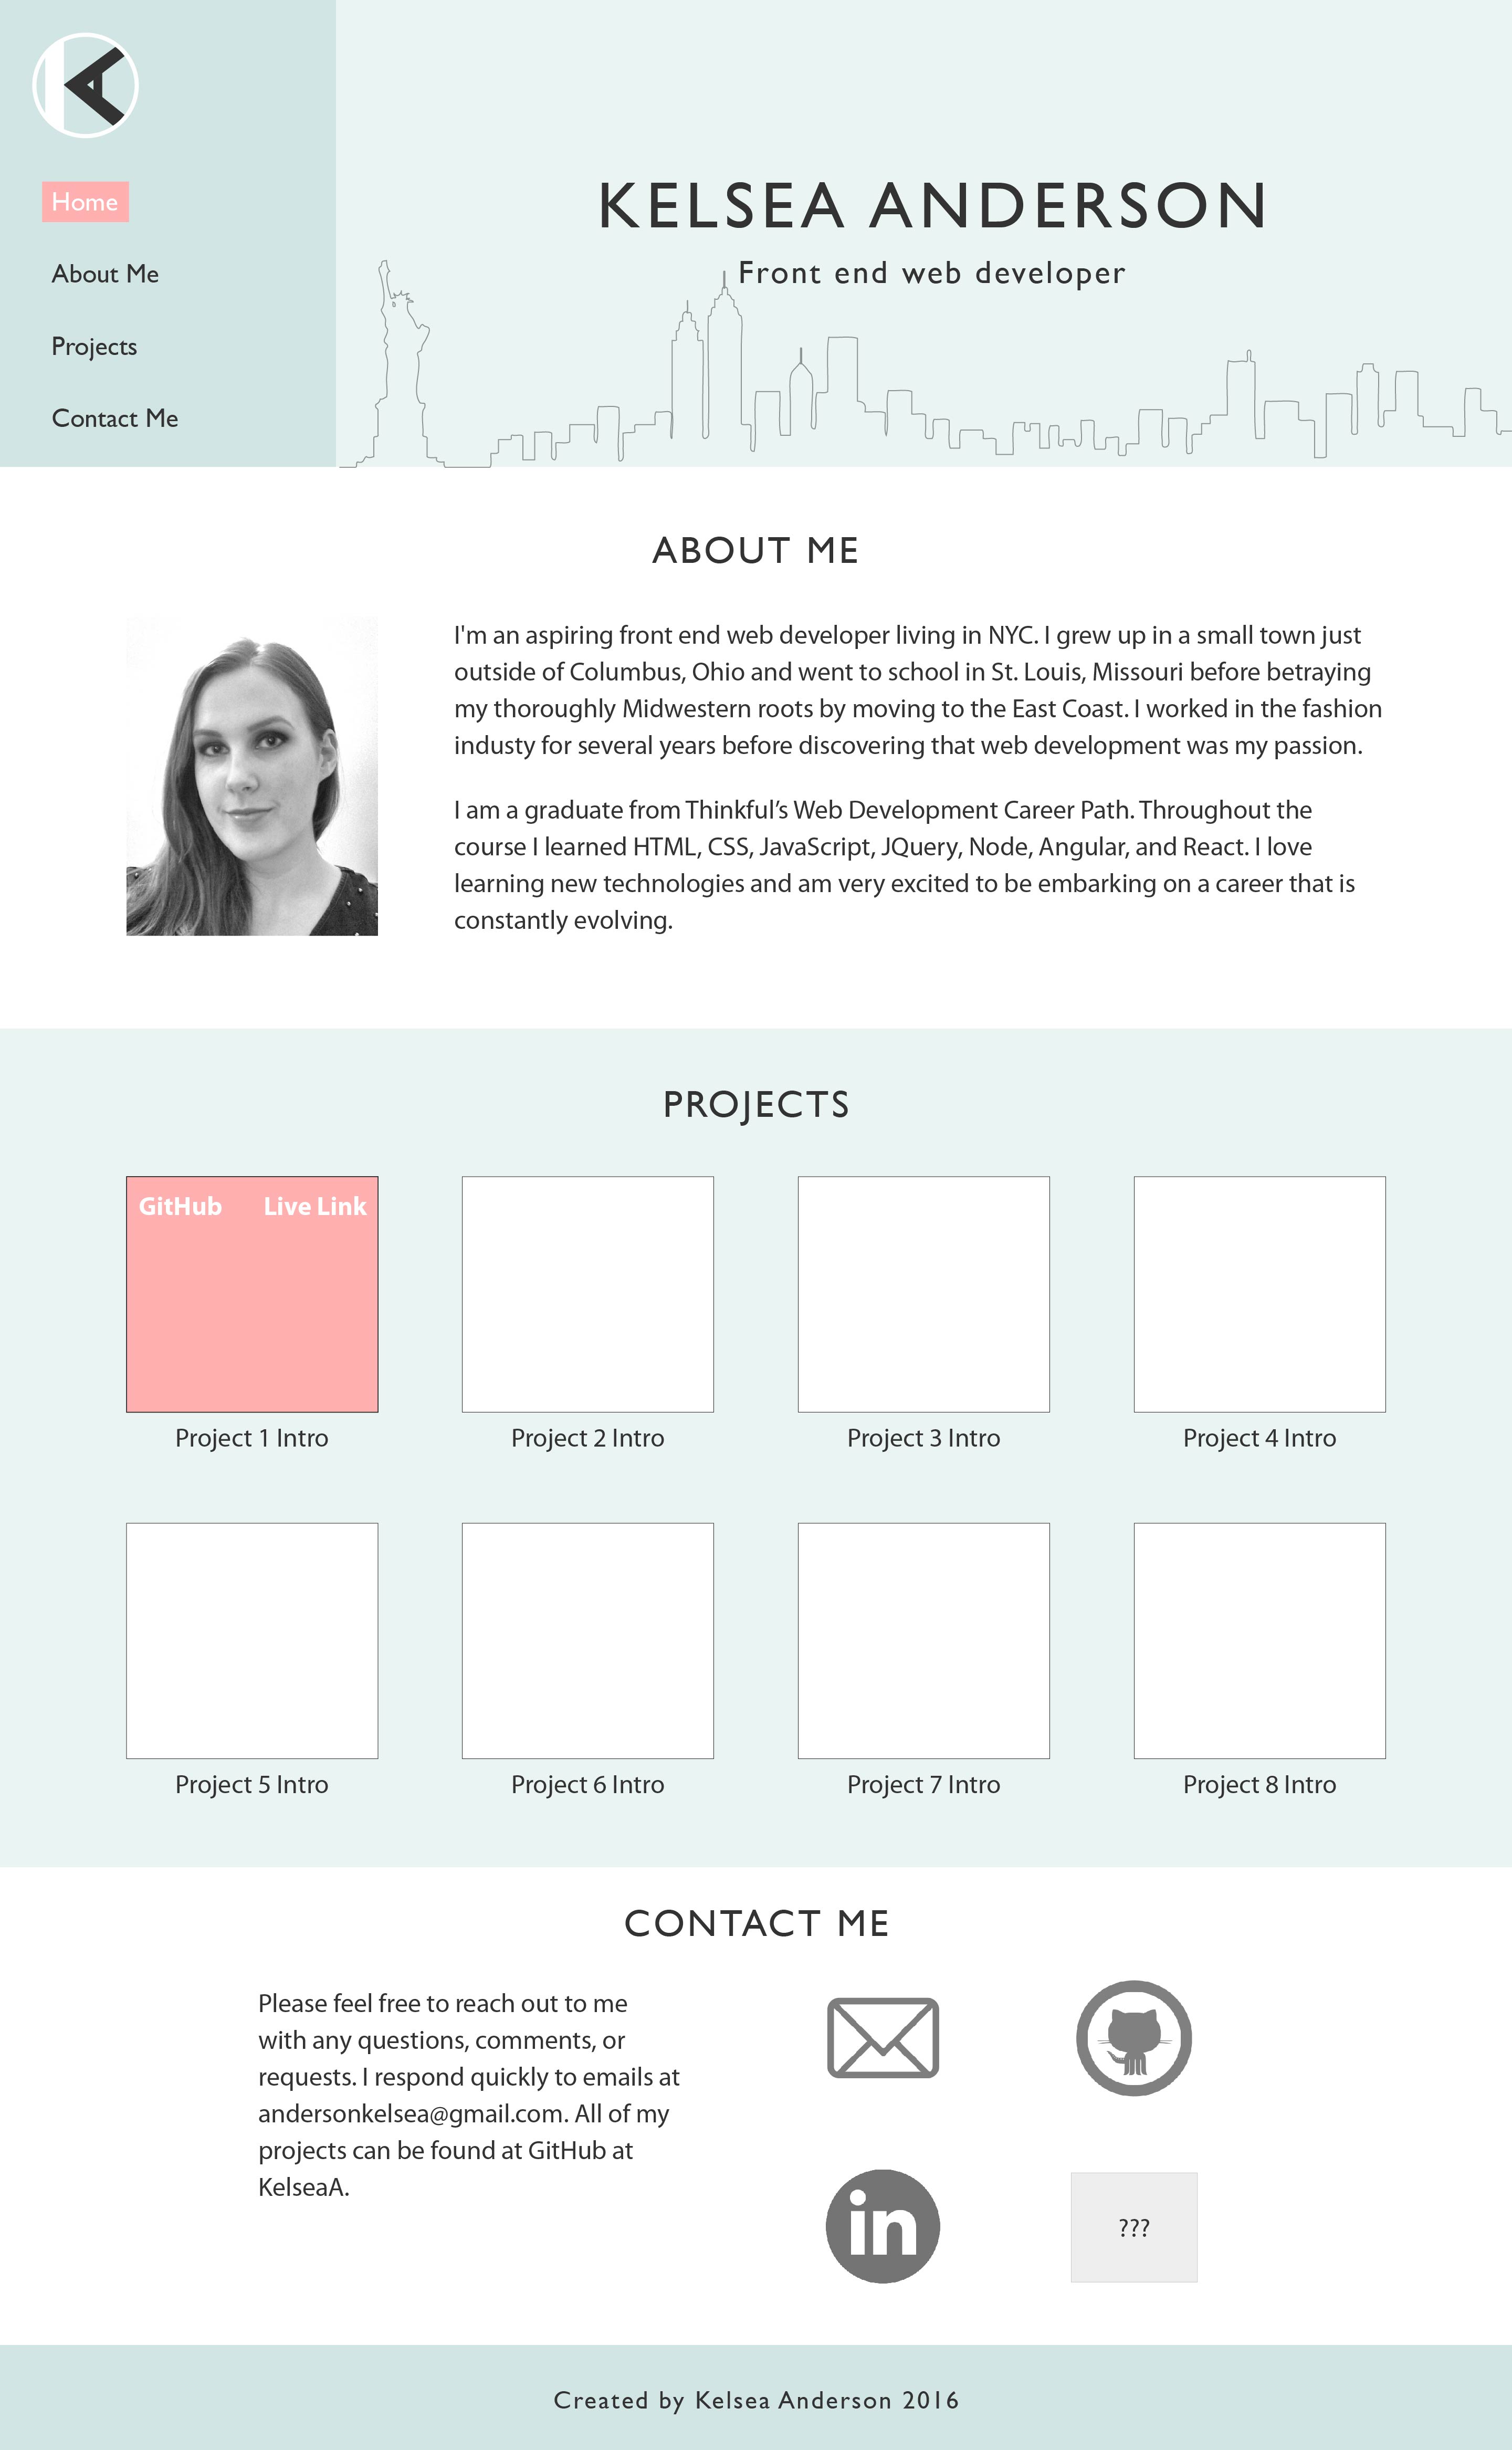 KA
Home
About Me
Projects
Contact Me
KELSEA ANDERSON
Front end web developer
ABOUT ME
I'm an aspiring front end web developer living in NYC. I grew up in a small town just
outside of Columbus, Ohio and went to school in St. Louis, Missouri before betraying
my thoroughly Midwestern roots by moving to the East Coast. I worked in the fashion
industy for several years before discovering that web development was my passion.
I am a graduate from Thinkful’s Web Development Career Path. Throughout the
course I learned HTML, CSS, JavaScript, JQuery, Node, Angular, and React. I love
learning new technologies and am very excited to be embarking on a career that is
constantly evolving.
PROJECTS
GitHub Live Link
Project 1 Intro
Project 2 Intro
Project 3 Intro
Project 4 Intro
Project 5 Intro
Project 6 Intro
Project 7 Intro
Project 8 Intro
CONTACT ME
Please feel free to reach out to me
with any questions, comments, or
requests. I respond quickly to emails at
andersonkelsea@gmail.com. All of my
projects can be found at GitHub at
KelseaA.
in
???
Created by Kelsea Anderson 2016